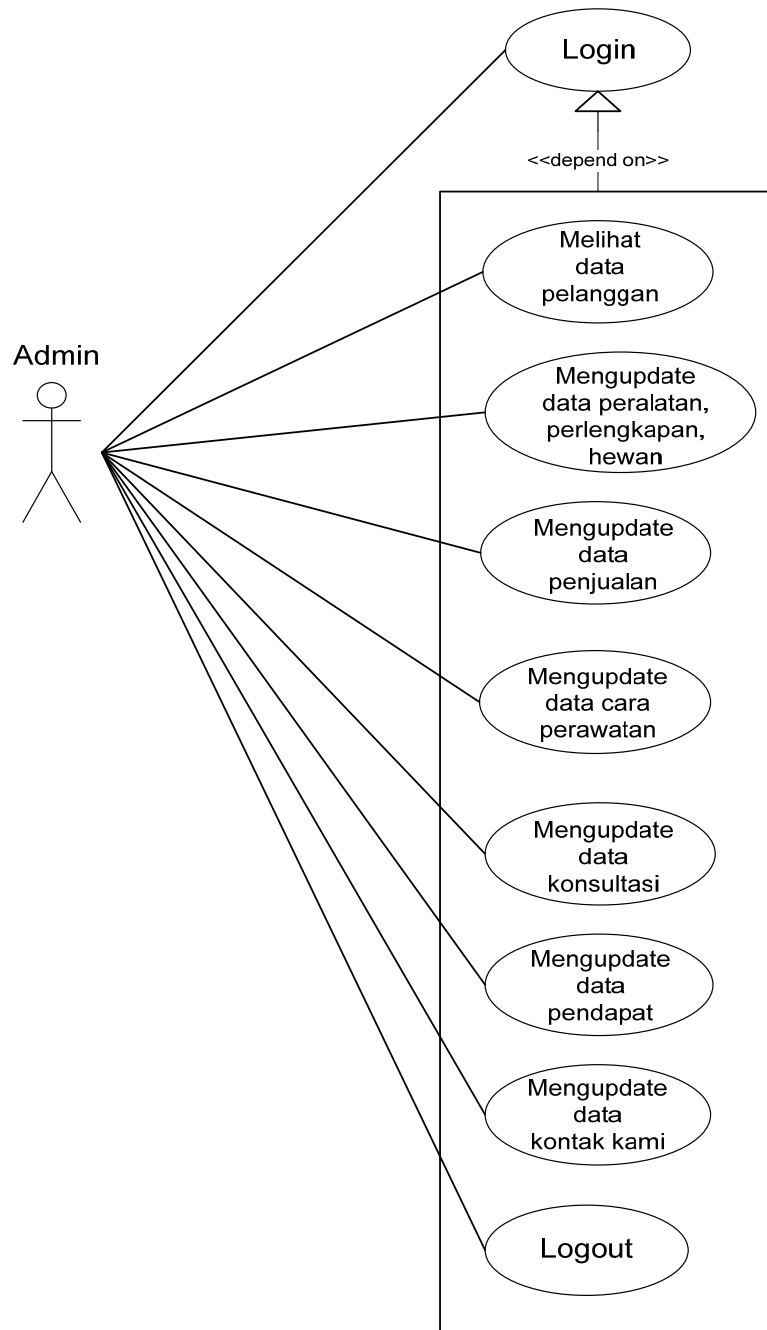 Login
<<depend on>>
Melihat
data
pelanggan
Admin
Mengupdate
data peralatan,
perlengkapan,
hewan
Mengupdate
data
penjualan
Mengupdate
data cara
perawatan
Mengupdate
data
konsultasi
Mengupdate
data
pendapat
Mengupdate
data
kontak kami
Logout